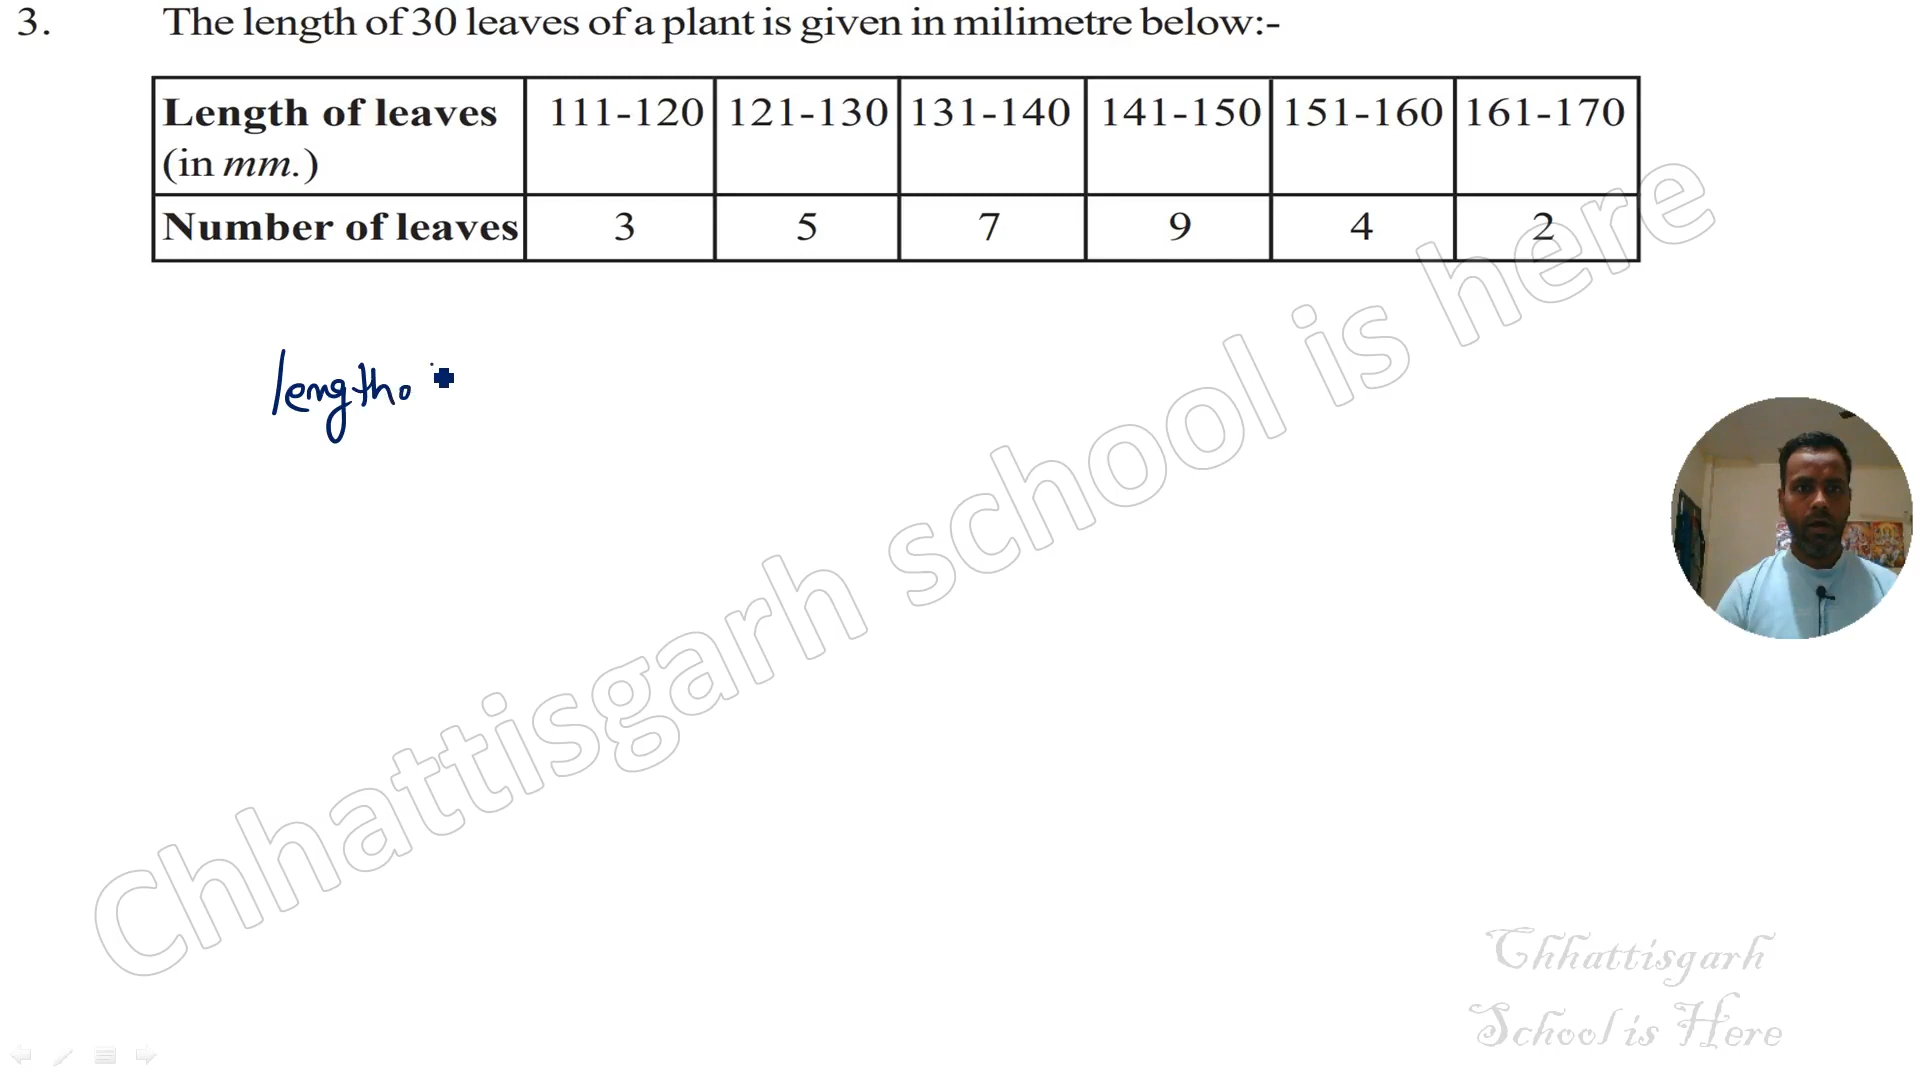 3. The length of 30 leaves of a plant is given in milimetre below:-
Length of leaves (in mm.) 111-120 121-130 131-140 141-150 151-160 161-170
Number of leaves 3 5 7 9 4 2
length o
Chhattisgarh school is here
Chhattisgarh
School is Here